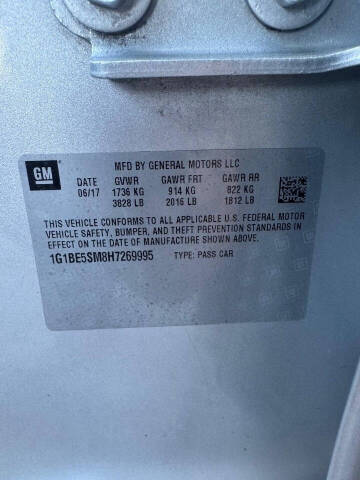 GM
MFD BY GENERAL MOTORS LLC
DATE GVWR GAWR FRT GAWR RR
06/17 1736 KG 914 KG 822 KG
3828 LB 2016 LB 1812 LB
THIS VEHICLE CONFORMS TO ALL APPLICABLE U.S. FEDERAL MOTOR
VEHICLE SAFETY, BUMPER, AND THEFT PREVENTION STANDARDS IN
EFFECT ON THE DATE OF MANUFACTURE SHOWN ABOVE.
1G1BE5SM8H7269995 TYPE: PASS CAR